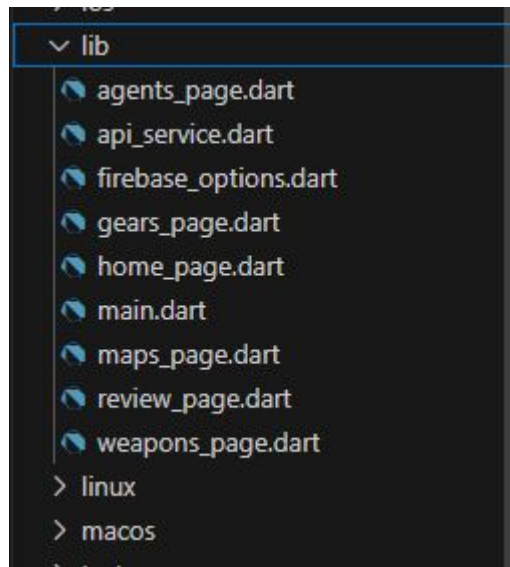 lib
agents_page.dart
api_service.dart
firebase_options.dart
gears_page.dart
home_page.dart
main.dart
maps_page.dart
review_page.dart
weapons_page.dart
linux
macos